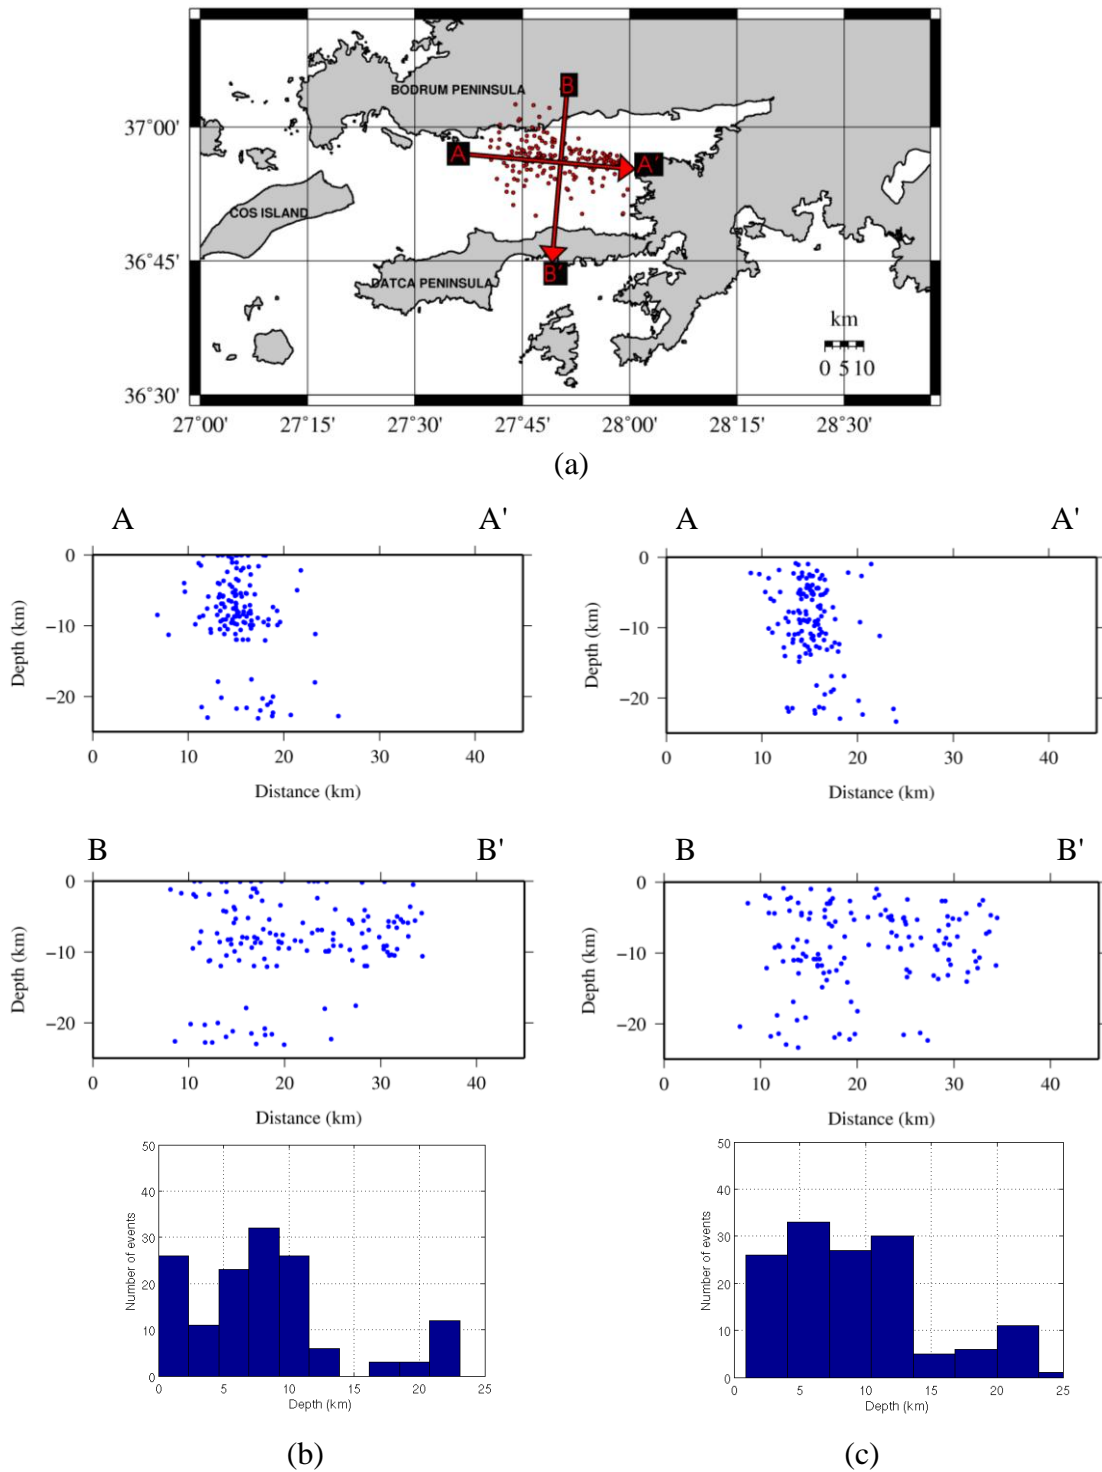 B
BODRUM PENINSULA
37°00'
A
A'
COS ISLAND
36°45'
B'
DATCA PENINSULA
km
0 5 10
36°30'
27°00' 27°15' 27°30' 27°45' 28°00' 28°15' 28°30'
(a)
A A' A A'
0
−10
−20
Depth (km)
0 10 20 30 40
Distance (km)
0
−10
−20
Depth (km)
0 10 20 30 40
Distance (km)
B B' B B'
0
−10
−20
Depth (km)
0 10 20 30 40
Distance (km)
0
−10
−20
Depth (km)
0 10 20 30 40
Distance (km)
50
40
30
20
10
0
Number of events
0 5 10 15 20 25
Depth (km)
50
40
30
20
10
0
Number of events
0 5 10 15 20 25
Depth (km)
(b) (c)